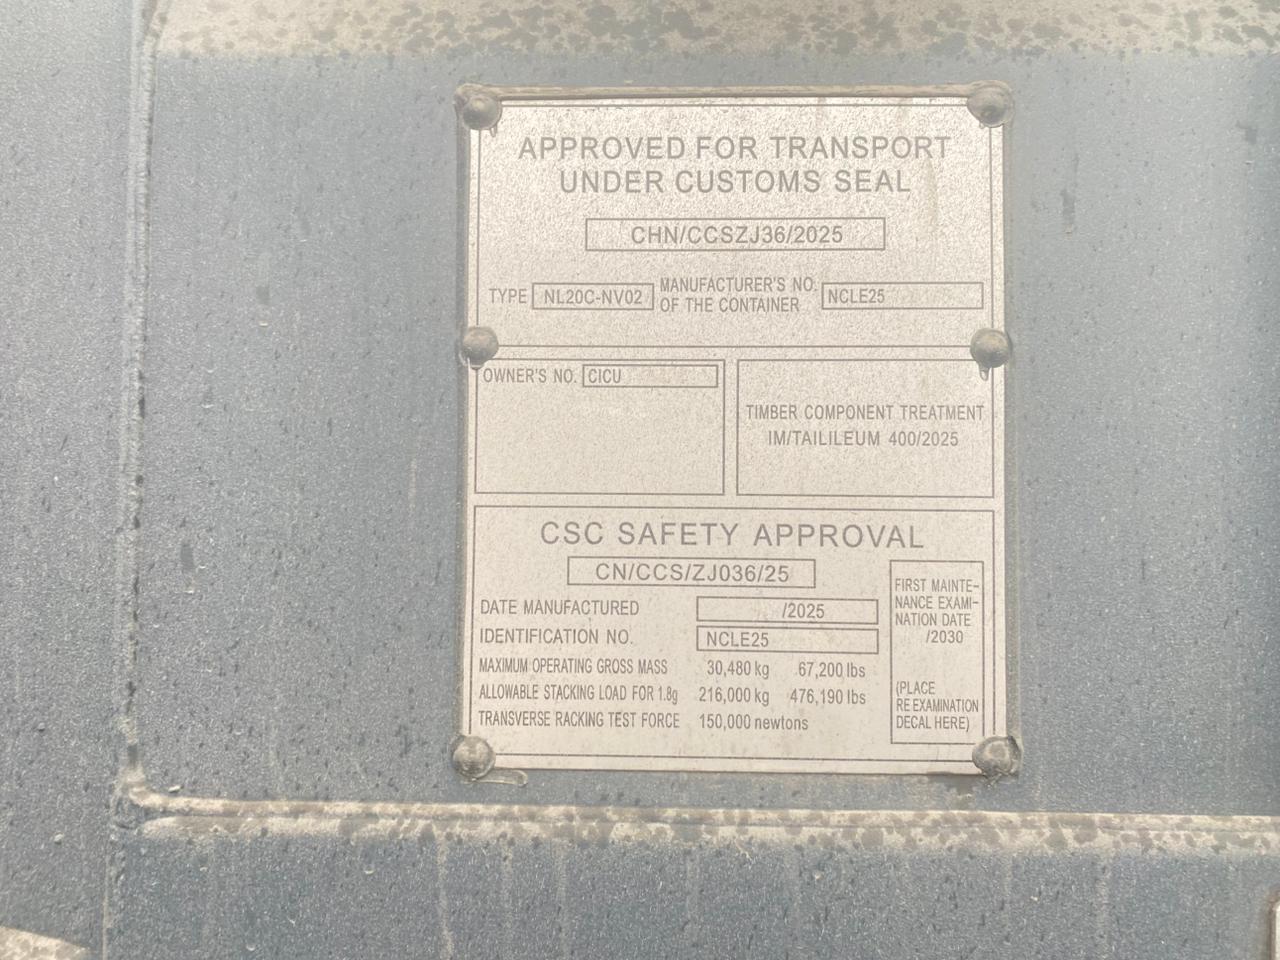 APPROVED FOR TRANSPORT
UNDER CUSTOMS SEAL
CHN/CCSZJ36/2025
TYPE NL20C-NV02 MANUFACTURER'S NO. OF THE CONTAINER NCLE25
OWNER'S NO. CICU
TIMBER COMPONENT TREATMENT
IM/TAILILEUM 400/2025
CSC SAFETY APPROVAL
CN/CCS/ZJ036/25
DATE MANUFACTURED /2025
IDENTIFICATION NO. NCLE25
MAXIMUM OPERATING GROSS MASS 30,480 kg 67,200 lbs
ALLOWABLE STACKING LOAD FOR 1.8g 216,000 kg 476,190 lbs
TRANSVERSE RACKING TEST FORCE 150,000 newtons
FIRST MAINTE-
NANCE EXAMI-
NATION DATE
/2030
(PLACE
RE EXAMINATION
DECAL HERE)